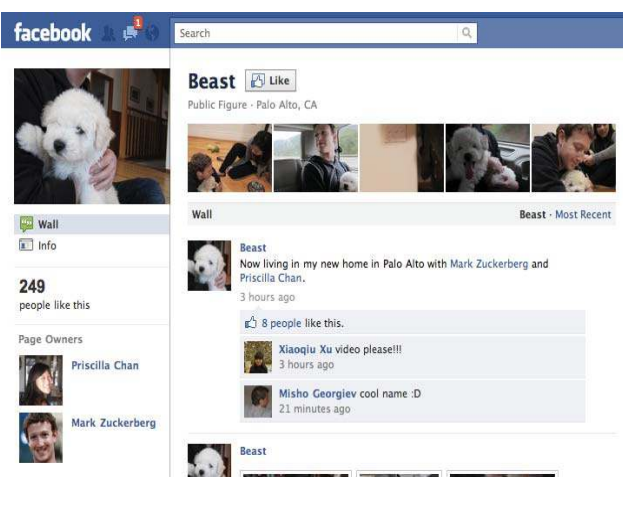 facebook
1
Search
Beast
Like
Public Figure · Palo Alto, CA
Wall
Info
249
people like this
Page Owners
Priscilla Chan
Mark Zuckerberg
Wall
Beast · Most Recent
Beast
Now living in my new home in Palo Alto with Mark Zuckerberg and
Priscilla Chan.
3 hours ago
8 people like this.
Xiaoqiu Xu video please!!!
3 hours ago
Misho Georgiev cool name :D
21 minutes ago
Beast